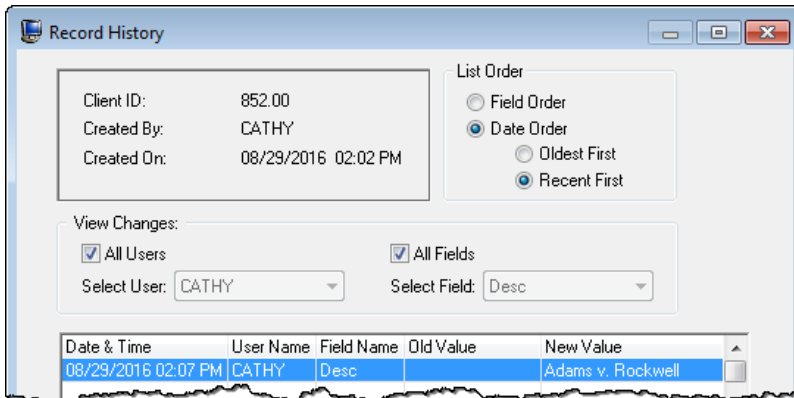 Record History
Client ID: 852.00
Created By: CATHY
Created On: 08/29/2016 02:02 PM
List Order
Field Order
Date Order
Oldest First
Recent First
View Changes:
All Users
All Fields
Select User: CATHY
Select Field: Desc
Date & Time User Name Field Name Old Value New Value
08/29/2016 02:07 PM CATHY Desc Adams v. Rockwell